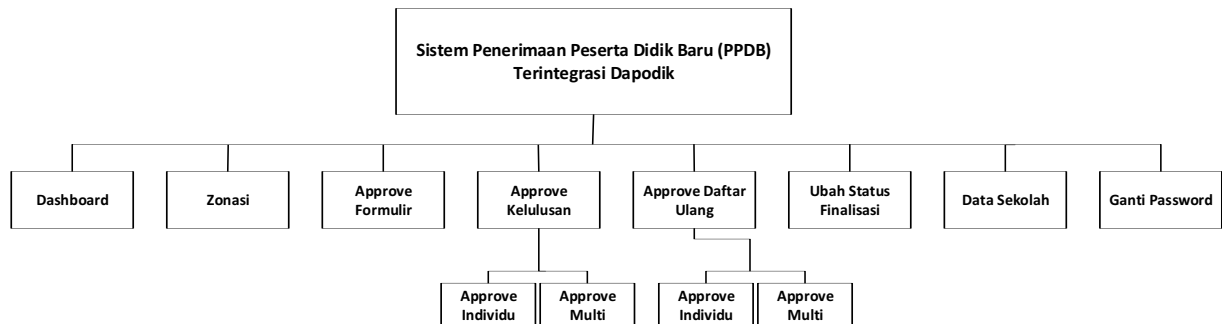 Sistem Penerimaan Peserta Didik Baru (PPDB)
Terintegrasi Dapodik
Dashboard
Zonasi
Approve
Formulir
Approve
Kelulusan
Approve Daftar
Ulang
Ubah Status
Finalisasi
Data Sekolah
Ganti Password
Approve
Individu
Approve
Multi
Approve
Individu
Approve
Multi